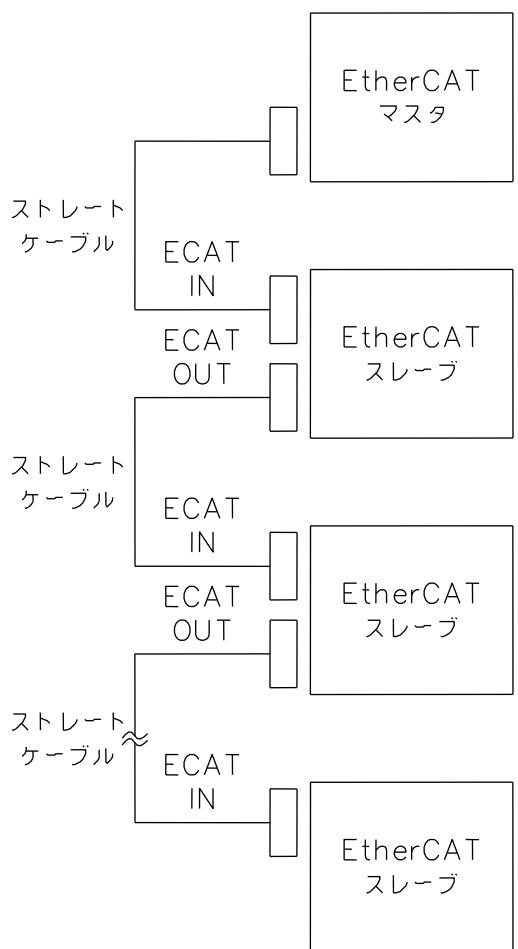 EtherCAT
マスタ
ストレート
ケーブル
ECAT
IN
ECAT
OUT
EtherCAT
スレーブ
ストレート
ケーブル
ECAT
IN
ECAT
OUT
EtherCAT
スレーブ
ストレート
ケーブル
ECAT
IN
EtherCAT
スレーブ